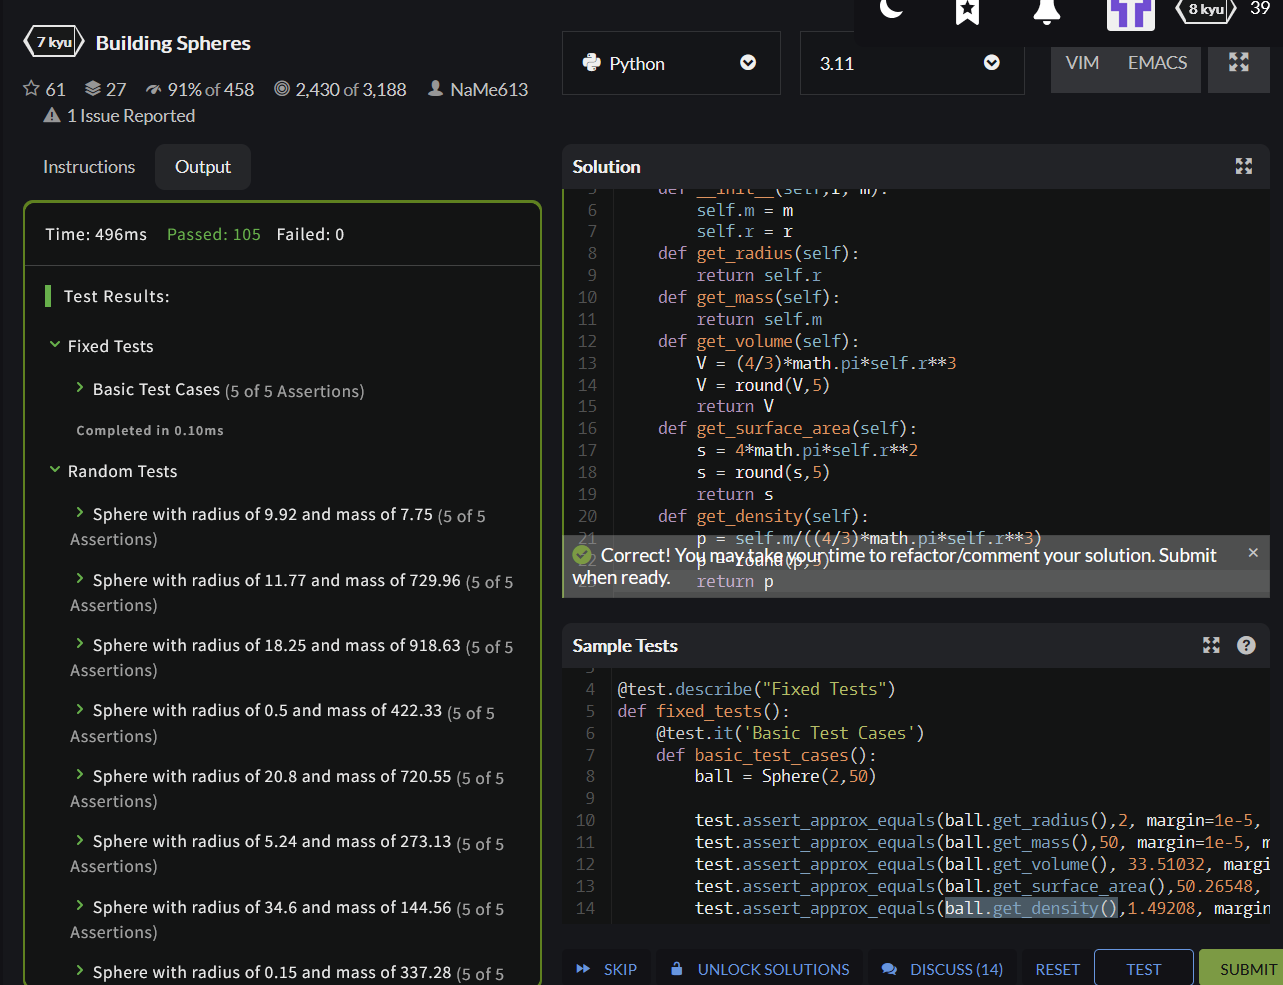 7 kyu Building Spheres
61 27 91% of 458 2,430 of 3,188 NaMe613
1 Issue Reported
Instructions Output
Time: 496ms Passed: 105 Failed: 0
Test Results:
Fixed Tests
Basic Test Cases (5 of 5 Assertions)
Completed in 0.10ms
Random Tests
Sphere with radius of 9.92 and mass of 7.75 (5 of 5
Assertions)
Sphere with radius of 11.77 and mass of 729.96 (5 of 5
Assertions)
Sphere with radius of 18.25 and mass of 918.63 (5 of 5
Assertions)
Sphere with radius of 0.5 and mass of 422.33 (5 of 5
Assertions)
Sphere with radius of 20.8 and mass of 720.55 (5 of 5
Assertions)
Sphere with radius of 5.24 and mass of 273.13 (5 of 5
Assertions)
Sphere with radius of 34.6 and mass of 144.56 (5 of 5
Assertions)
Sphere with radius of 0.15 and mass of 337.28 (5 of 5
8 kyu 39
Python 3.11 VIM EMACS
Solution
5 def __init__(self,r, m):
6 self.m = m
7 self.r = r
8 def get_radius(self):
9 return self.r
10 def get_mass(self):
11 return self.m
12 def get_volume(self):
13 V = (4/3)*math.pi*self.r**3
14 V = round(V,5)
15 return V
16 def get_surface_area(self):
17 s = 4*math.pi*self.r**2
18 s = round(s,5)
19 return s
20 def get_density(self):
21 p = self.m/((4/3)*math.pi*self.r**3)
22 p = round(p,5)
23 return p
Correct! You may take your time to refactor/comment your solution. Submit
when ready.
Sample Tests
3
4 @test.describe("Fixed Tests")
5 def fixed_tests():
6 @test.it('Basic Test Cases')
7 def basic_test_cases():
8 ball = Sphere(2,50)
9
10 test.assert_approx_equals(ball.get_radius(),2, margin=1e-5,
11 test.assert_approx_equals(ball.get_mass(),50, margin=1e-5, m
12 test.assert_approx_equals(ball.get_volume(), 33.51032, margi
13 test.assert_approx_equals(ball.get_surface_area(),50.26548,
14 test.assert_approx_equals(ball.get_density(),1.49208, margin
SKIP UNLOCK SOLUTIONS DISCUSS (14) RESET TEST SUBMIT